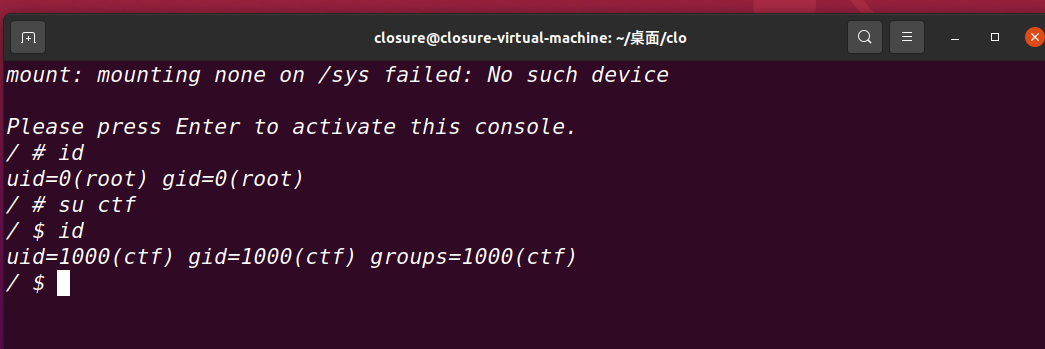 closure@closure-virtual-machine: ~/桌面/clo
mount: mounting none on /sys failed: No such device
Please press Enter to activate this console.
/ # id
uid=0(root) gid=0(root)
/ # su ctf
/ $ id
uid=1000(ctf) gid=1000(ctf) groups=1000(ctf)
/ $